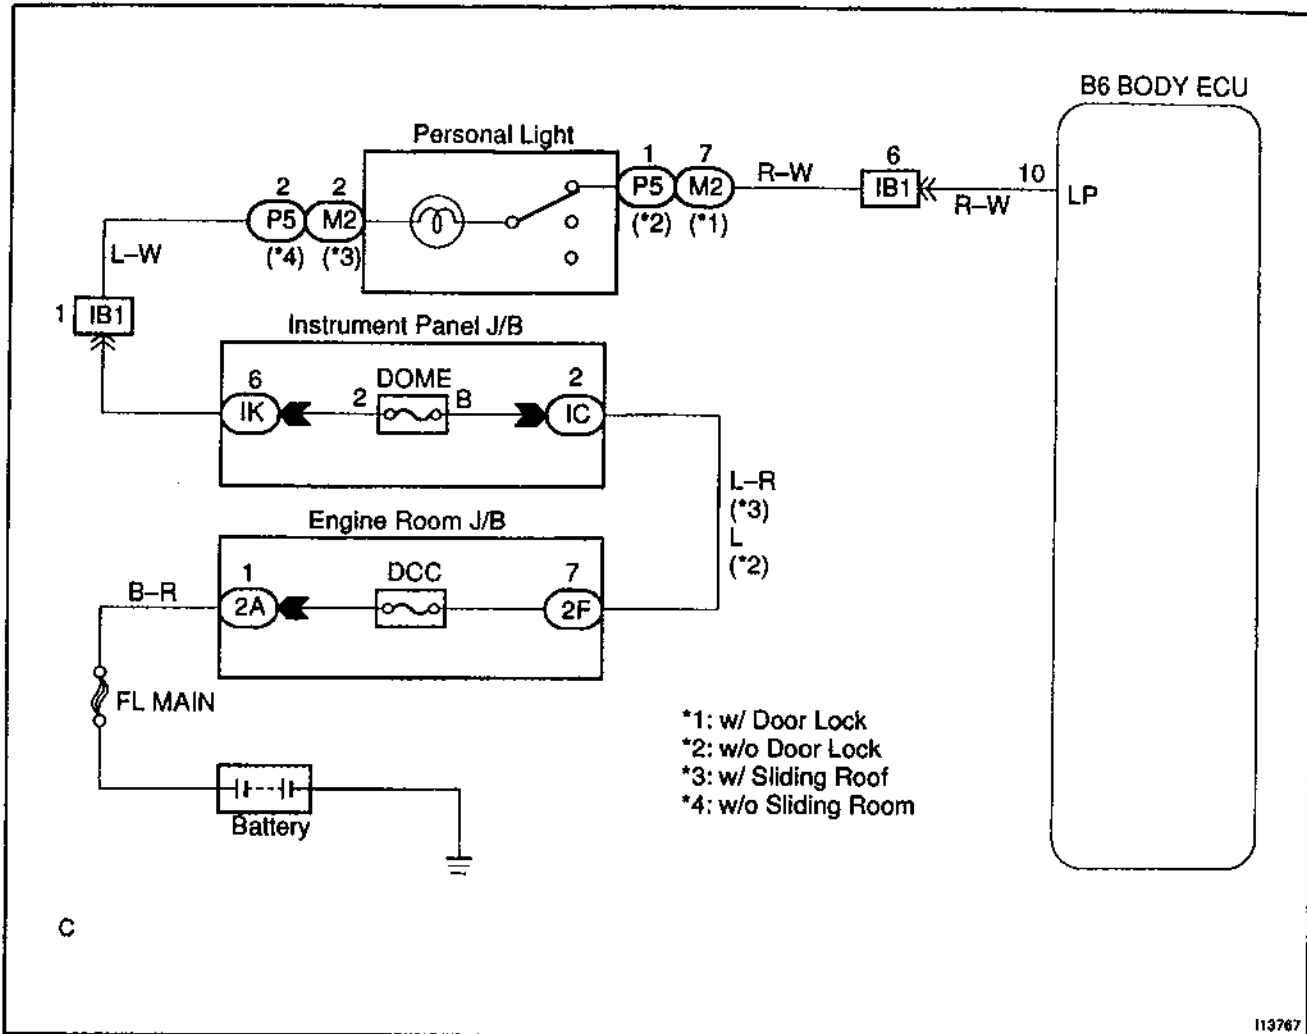 B6 BODY ECU
Personal Light
2 2
P5 M2
(*4) (*3)
1 7
P5 M2
(*2) (*1)
R–W
6
IB1
R–W
10
LP
L–W
1 IB1
Instrument Panel J/B
6
IK
2 DOME B
2
IC
L–R
(*3)
L
(*2)
Engine Room J/B
1
2A
DCC
7
2F
B–R
FL MAIN
Battery
*1: w/ Door Lock
*2: w/o Door Lock
*3: w/ Sliding Roof
*4: w/o Sliding Room
C
I13767